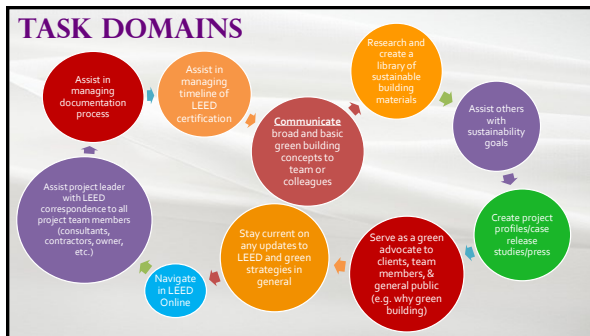 TASK DOMAINS
Assist in
managing
documentation
process
Assist in
managing
timeline of
LEED
certification
Communicate
broad and basic
green building
concepts to
team or
colleagues
Research and
create a
library of
sustainable
building
materials
Assist others
with
sustainability
goals
Create project
profiles/case
release
studies/press
Serve as a green
advocate to
clients, team
members, &
general public
(e.g. why green
building)
Stay current on
any updates to
LEED and green
strategies in
general
Navigate
in LEED
Online
Assist project leader
with LEED
correspondence to all
project team members
(consultants,
contractors, owner,
etc.)